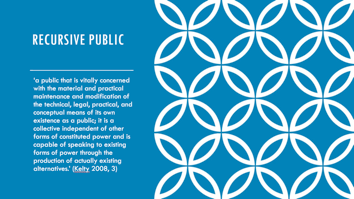 RECURSIVE PUBLIC
'a public that is vitally concerned
with the material and practical
maintenance and modification of
the technical, legal, practical, and
conceptual means of its own
existence as a public; it is a
collective independent of other
forms of constituted power and is
capable of speaking to existing
forms of power through the
production of actually existing
alternatives.' (Kelty 2008, 3)